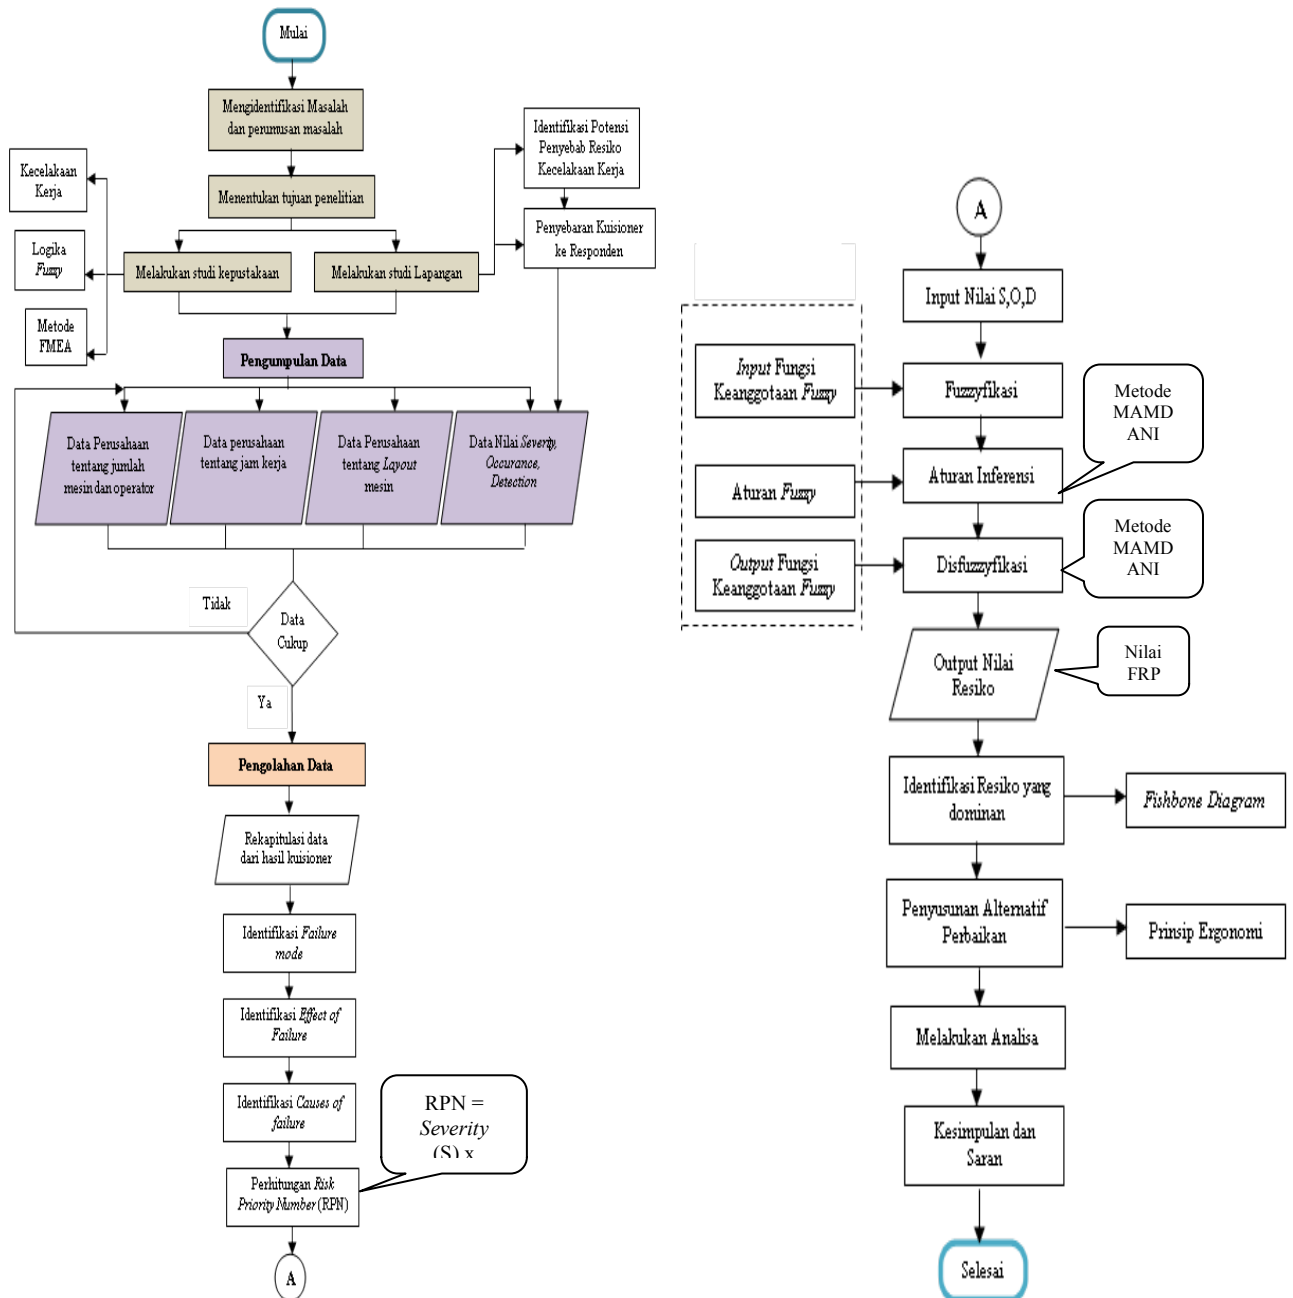 Mulai
Mengidentifikasi Masalah
dan perumusan masalah
Menentukan tujuan penelitian
Melakukan studi kepustakaan
Melakukan studi Lapangan
Kecelakaan
Kerja
Logika
Fuzzy
Metode
FMEA
Identifikasi Potensi
Penyebab Resiko
Kecelakaan Kerja
Penyebaran Kuisioner
ke Responden
Pengumpulan Data
Data Perusahaan
tentang jumlah
mesin dan operator
Data perusahaan
tentang jam kerja
Data Perusahaan
tentang Layout
mesin
Data Nilai Severity,
Occurance,
Detection
Data
Cukup
Tidak
Ya
Pengolahan Data
Rekapitulasi data
dari hasil kuisioner
Identifikasi Failure
mode
Identifikasi Effect of
Failure
Identifikasi Causes of
failure
Perhitungan Risk
Priority Number (RPN)
RPN =
Severity
(S) x
A
A
Input Nilai S,O,D
Input Fungsi
Keanggotaan Fuzzy
Fuzzyfikasi
Aturan Fuzzy
Aturan Inferensi
Metode
MAMD
ANI
Output Fungsi
Keanggotaan Fuzzy
Disfuzzyfikasi
Metode
MAMD
ANI
Output Nilai
Resiko
Nilai
FRP
Identifikasi Resiko yang
dominan
Fishbone Diagram
Penyusunan Alternatif
Perbaikan
Prinsip Ergonomi
Melakukan Analisa
Kesimpulan dan
Saran
Selesai